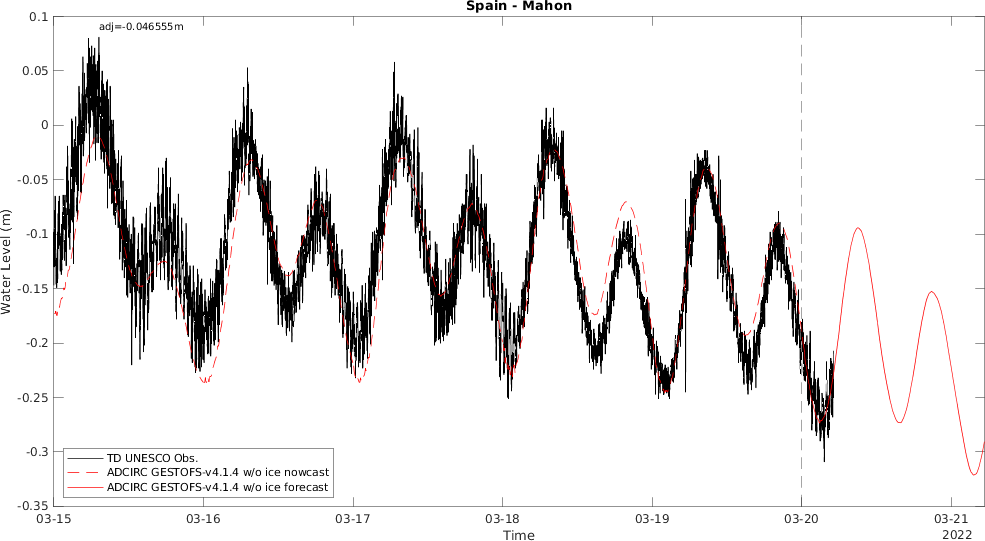 Spain - Mahon
adj=-0.046555m
Water Level (m)
0.1
0.05
0
-0.05
-0.1
-0.15
-0.2
-0.25
-0.3
-0.35
TD UNESCO Obs.
ADCIRC GESTOFS-v4.1.4 w/o ice nowcast
ADCIRC GESTOFS-v4.1.4 w/o ice forecast
03-15 03-16 03-17 03-18 03-19 03-20 03-21
Time
2022